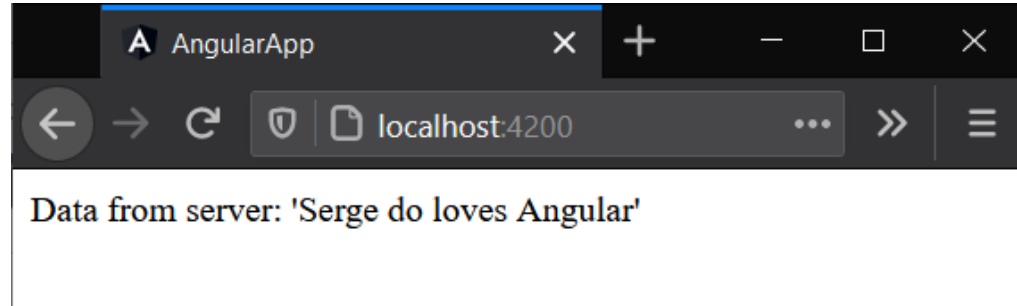 AngularApp
localhost:4200
Data from server: 'Serge do loves Angular'